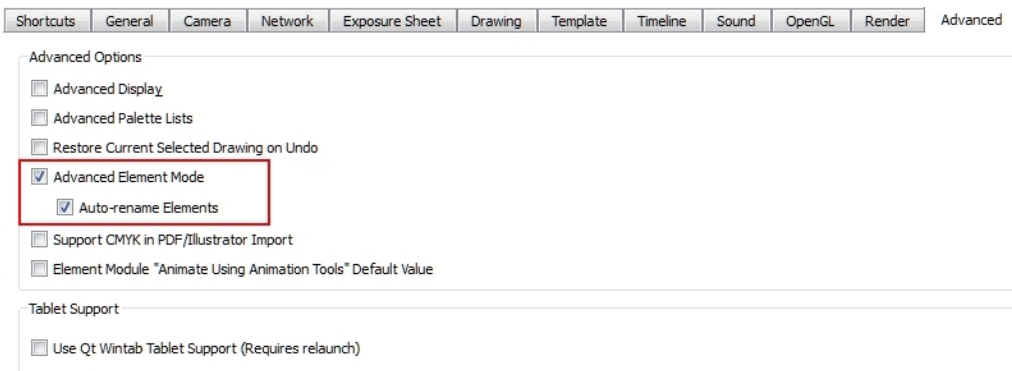 Shortcuts General Camera Network Exposure Sheet Drawing Template Timeline Sound OpenGL Render Advanced
Advanced Options
Advanced Display
Advanced Palette Lists
Restore Current Selected Drawing on Undo
Advanced Element Mode
Auto-rename Elements
Support CMYK in PDF/Illustrator Import
Element Module "Animate Using Animation Tools" Default Value
Tablet Support
Use Qt Wintab Tablet Support (Requires relaunch)